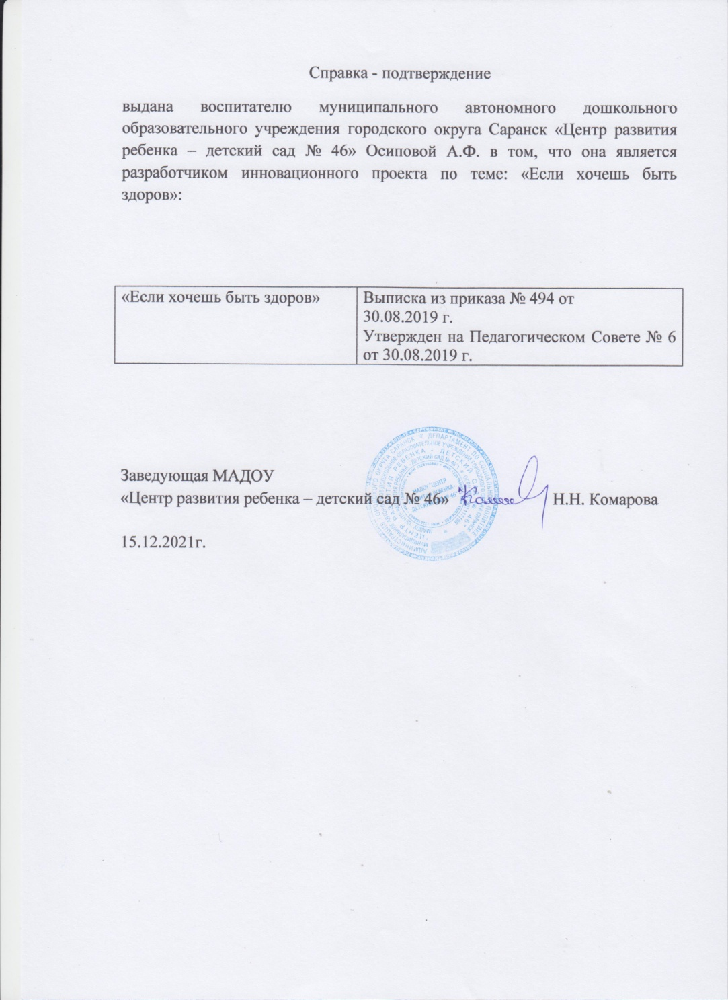 Справка - подтверждение
выдана воспитателю муниципального автономного дошкольного
образовательного учреждения городского округа Саранск «Центр развития
ребенка – детский сад № 46» Осиповой А.Ф. в том, что она является
разработчиком инновационного проекта по теме: «Если хочешь быть
здоров»:
«Если хочешь быть здоров»
Выписка из приказа № 494 от
30.08.2019 г.
Утвержден на Педагогическом Совете № 6
от 30.08.2019 г.
Заведующая МАДОУ
«Центр развития ребенка – детский сад № 46» Н.Н. Комарова
15.12.2021г.